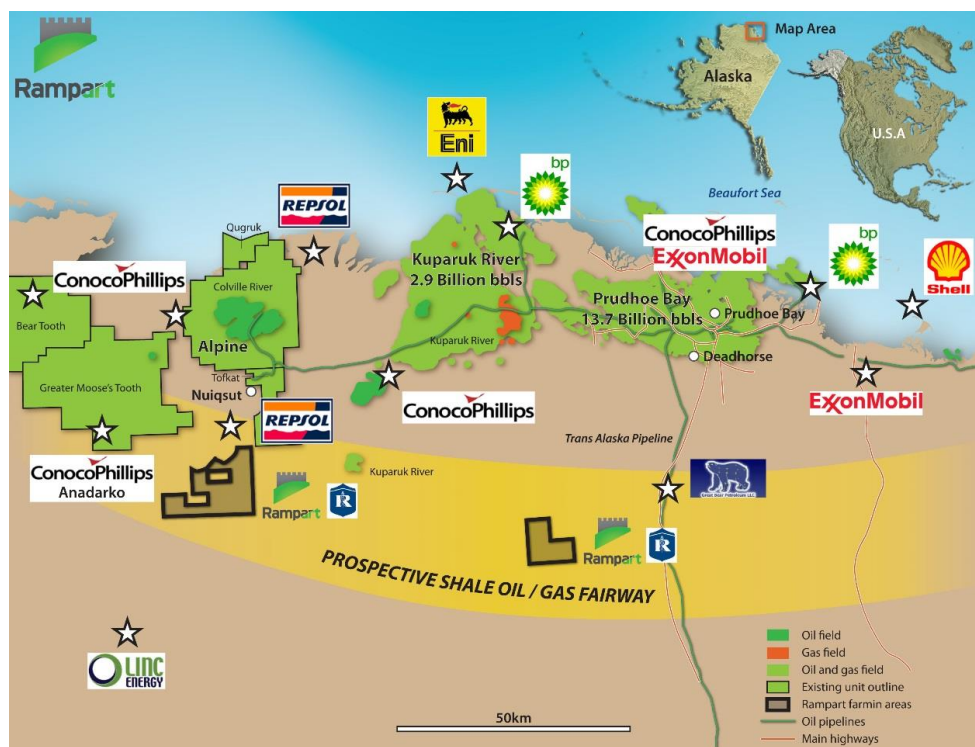 Rampart
Map Area
Alaska
U.S.A
Eni
bp
Beaufort Sea
REPSOL
Qugruk
ConocoPhillips
ExxonMobil
bp
Shell
ConocoPhillips
Colville River
Kuparuk River
2.9 Billion bbls
Prudhoe Bay
13.7 Billion bbls
Prudhoe Bay
Bear Tooth
Alpine
Kuparuk River
Deadhorse
Tofkat
Greater Moose's Tooth
Nuiqsut
ConocoPhillips
ExxonMobil
REPSOL
Trans Alaska Pipeline
ConocoPhillips
Anadarko
Kuparuk River
Great Bear Petroleum LLC.
Rampart
R
Rampart
R
PROSPECTIVE SHALE OIL / GAS FAIRWAY
LINC
ENERGY
50km
Oil field
Gas field
Oil and gas field
Existing unit outline
Rampart farmin areas
Oil pipelines
Main highways